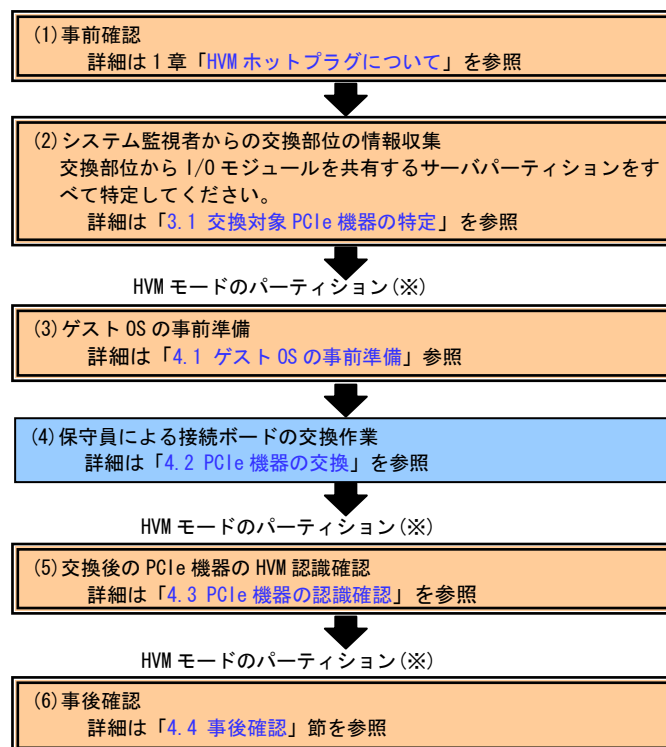 (1)事前確認
詳細は1章「HVMホットプラグについて」を参照
(2)システム監視者からの交換部位の情報収集
交換部位からI/Oモジュールを共有するサーバパーティションをす
べて特定してください。
詳細は「3.1 交換対象PCIe機器の特定」を参照
HVMモードのパーティション(※)
(3)ゲストOSの事前準備
詳細は「4.1 ゲストOSの事前準備」参照
(4)保守員による接続ボードの交換作業
詳細は「4.2 PCIe機器の交換」を参照
HVMモードのパーティション(※)
(5)交換後のPCIe機器のHVM認識確認
詳細は「4.3 PCIe機器の認識確認」を参照
HVMモードのパーティション(※)
(6)事後確認
詳細は「4.4 事後確認」節を参照